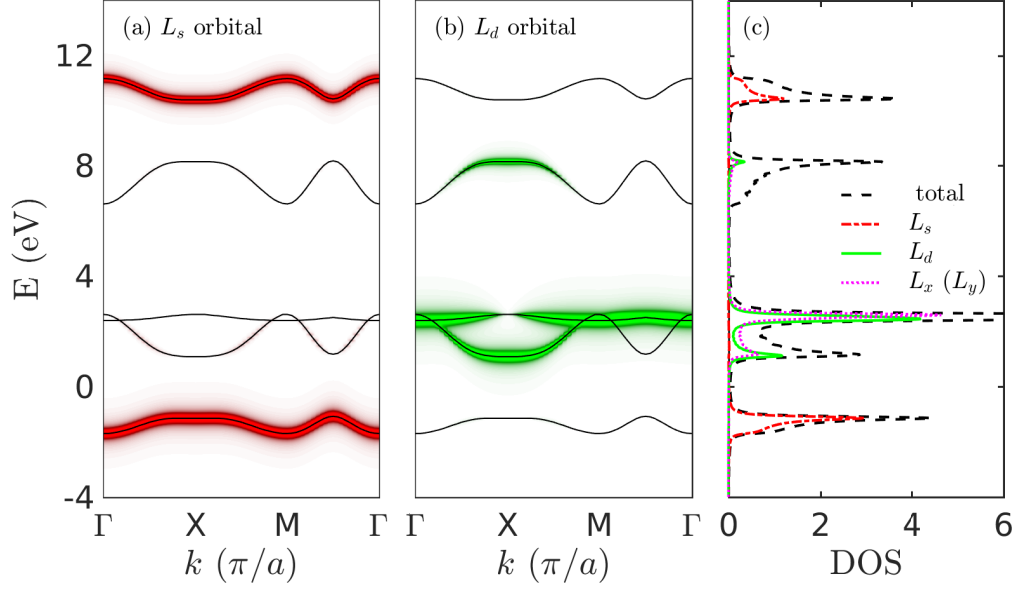 (a) L_s orbital
(b) L_d orbital
(c)
12
8
4
0
-4
E (eV)
Γ X M Γ
k (π/a)
Γ X M Γ
k (π/a)
total
L_s
L_d
L_x (L_y)
0 2 4 6
DOS